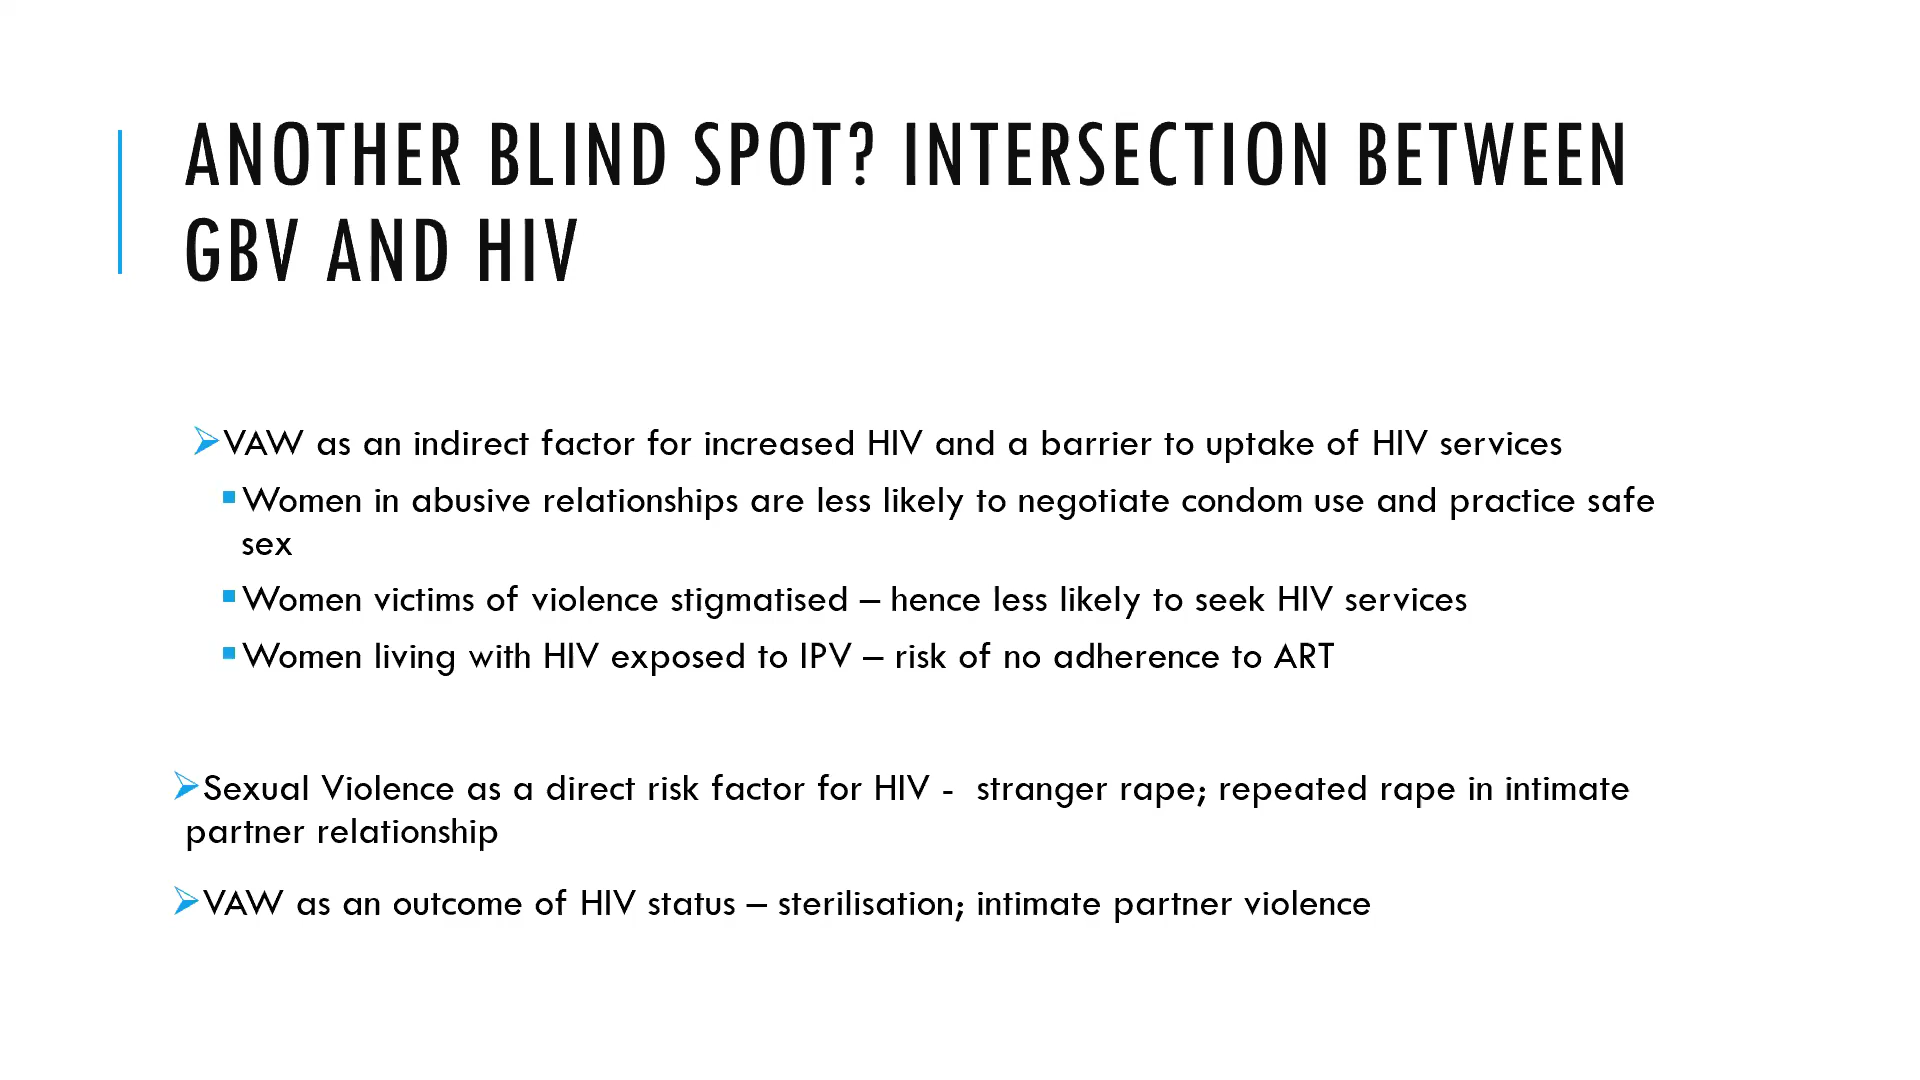 ANOTHER BLIND SPOT? INTERSECTION BETWEEN
GBV AND HIV
VAW as an indirect factor for increased HIV and a barrier to uptake of HIV services
Women in abusive relationships are less likely to negotiate condom use and practice safe
sex
Women victims of violence stigmatised – hence less likely to seek HIV services
Women living with HIV exposed to IPV – risk of no adherence to ART
Sexual Violence as a direct risk factor for HIV -  stranger rape; repeated rape in intimate
partner relationship
VAW as an outcome of HIV status – sterilisation; intimate partner violence